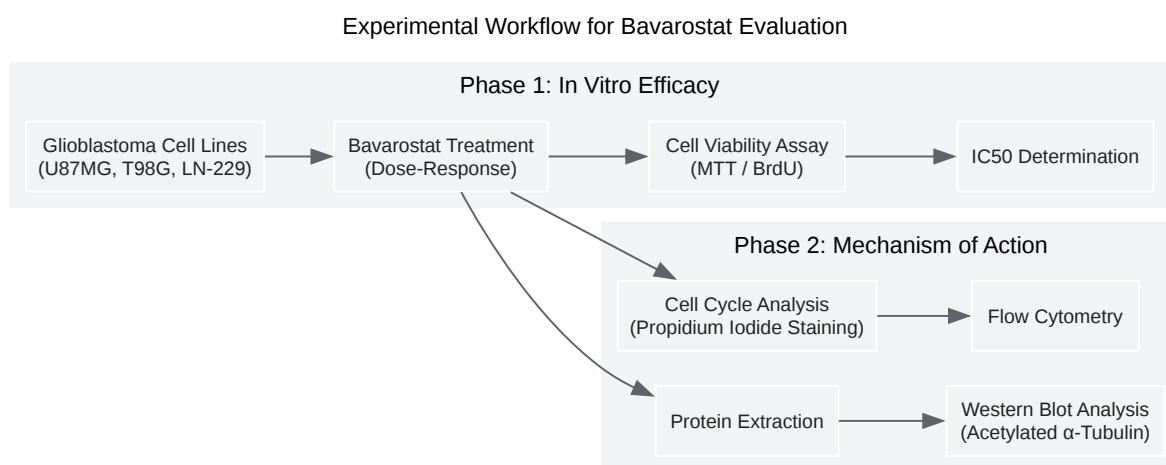 Experimental Workflow for Bavarostat Evaluation
Phase 1: In Vitro Efficacy
Glioblastoma Cell Lines
(U87MG, T98G, LN-229)
Bavarostat Treatment
(Dose-Response)
Cell Viability Assay
(MTT / BrdU)
IC50 Determination
Phase 2: Mechanism of Action
Cell Cycle Analysis
(Propidium Iodide Staining)
Flow Cytometry
Protein Extraction
Western Blot Analysis
(Acetylated α-Tubulin)